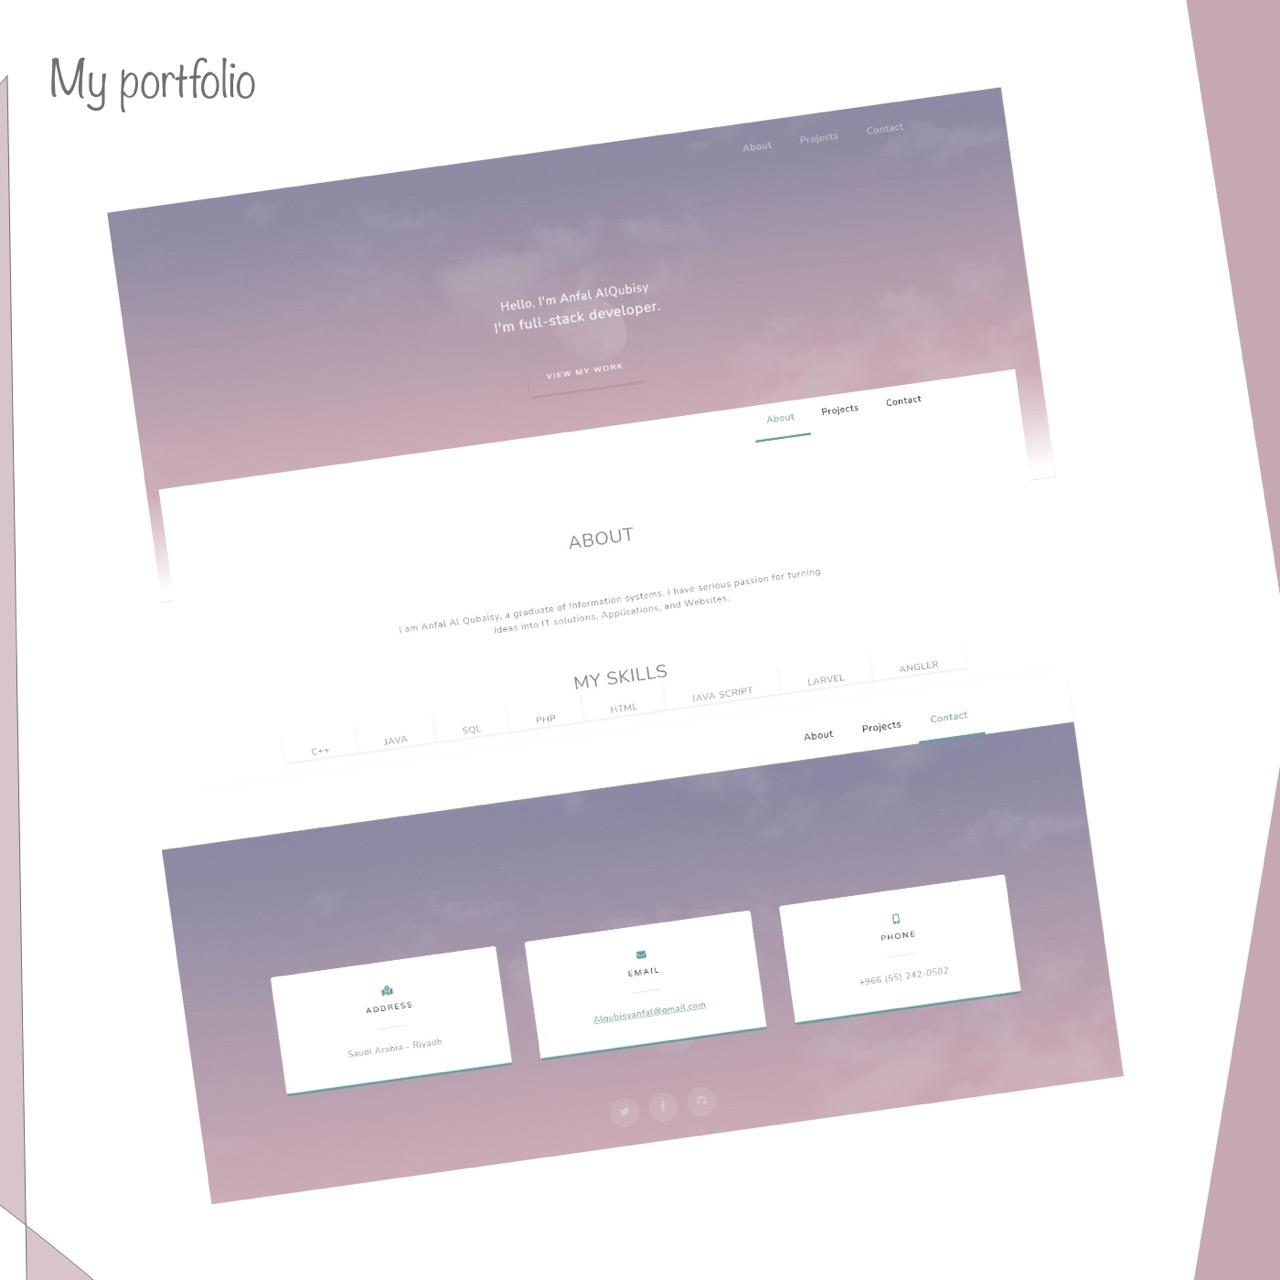 My portfolio
About Projects Contact
Hello, I'm Anfal AlQubisy
I'm full-stack developer.
VIEW MY WORK
About Projects Contact
ABOUT
I am Anfal Al Qubaisy, a graduate of Information systems. I have serious passion for turning
ideas into IT solutions, Applications, and Websites.
MY SKILLS
C++ JAVA SQL PHP HTML JAVA SCRIPT LARVEL ANGLER
About Projects Contact
ADDRESS
Saudi Arabia - Riyadh
EMAIL
Alqubisyanfal@gmail.com
PHONE
+966 (55) 242-0582